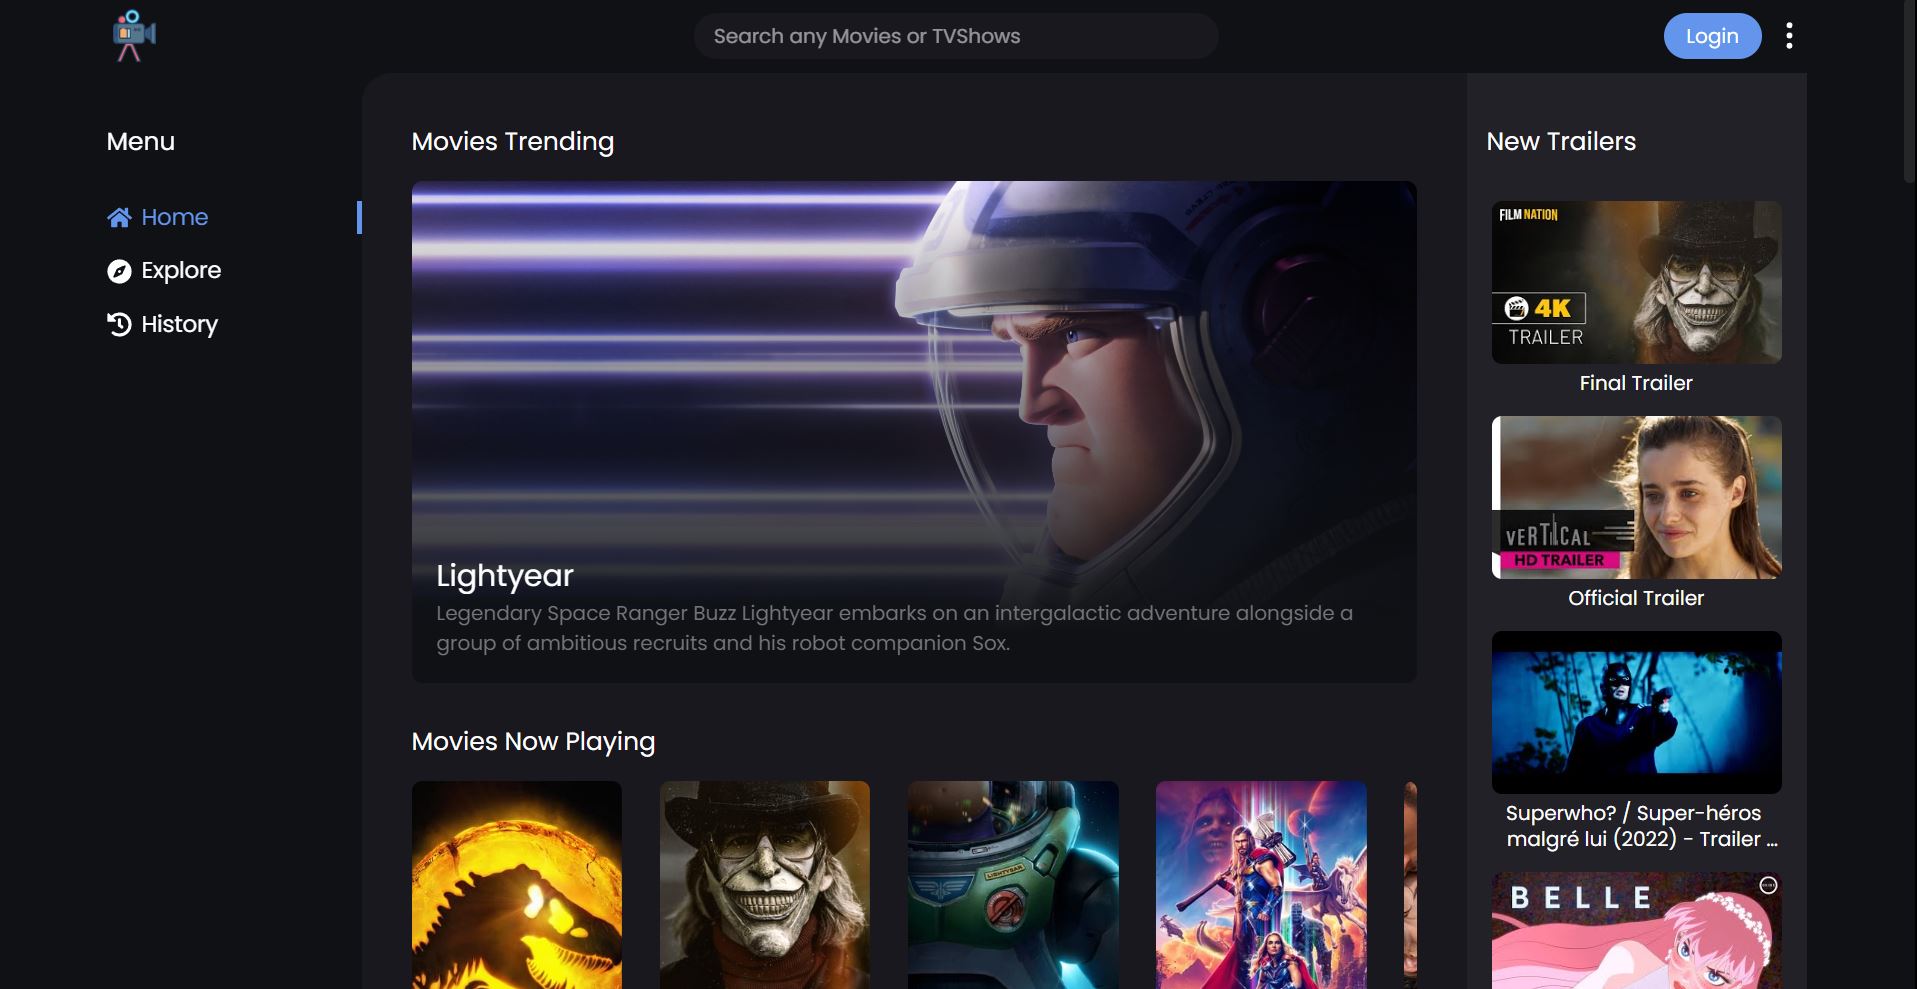 Search any Movies or TVShows
Login
Menu
Home
Explore
History
Movies Trending
Lightyear
Legendary Space Ranger Buzz Lightyear embarks on an intergalactic adventure alongside a
group of ambitious recruits and his robot companion Sox.
Movies Now Playing
LIGHTYEAR
New Trailers
FILMNATION
4K
TRAILER
Final Trailer
VERTICAL
HD TRAILER
Official Trailer
Superwho? / Super-héros
malgré lui (2022) - Trailer ...
BELLE